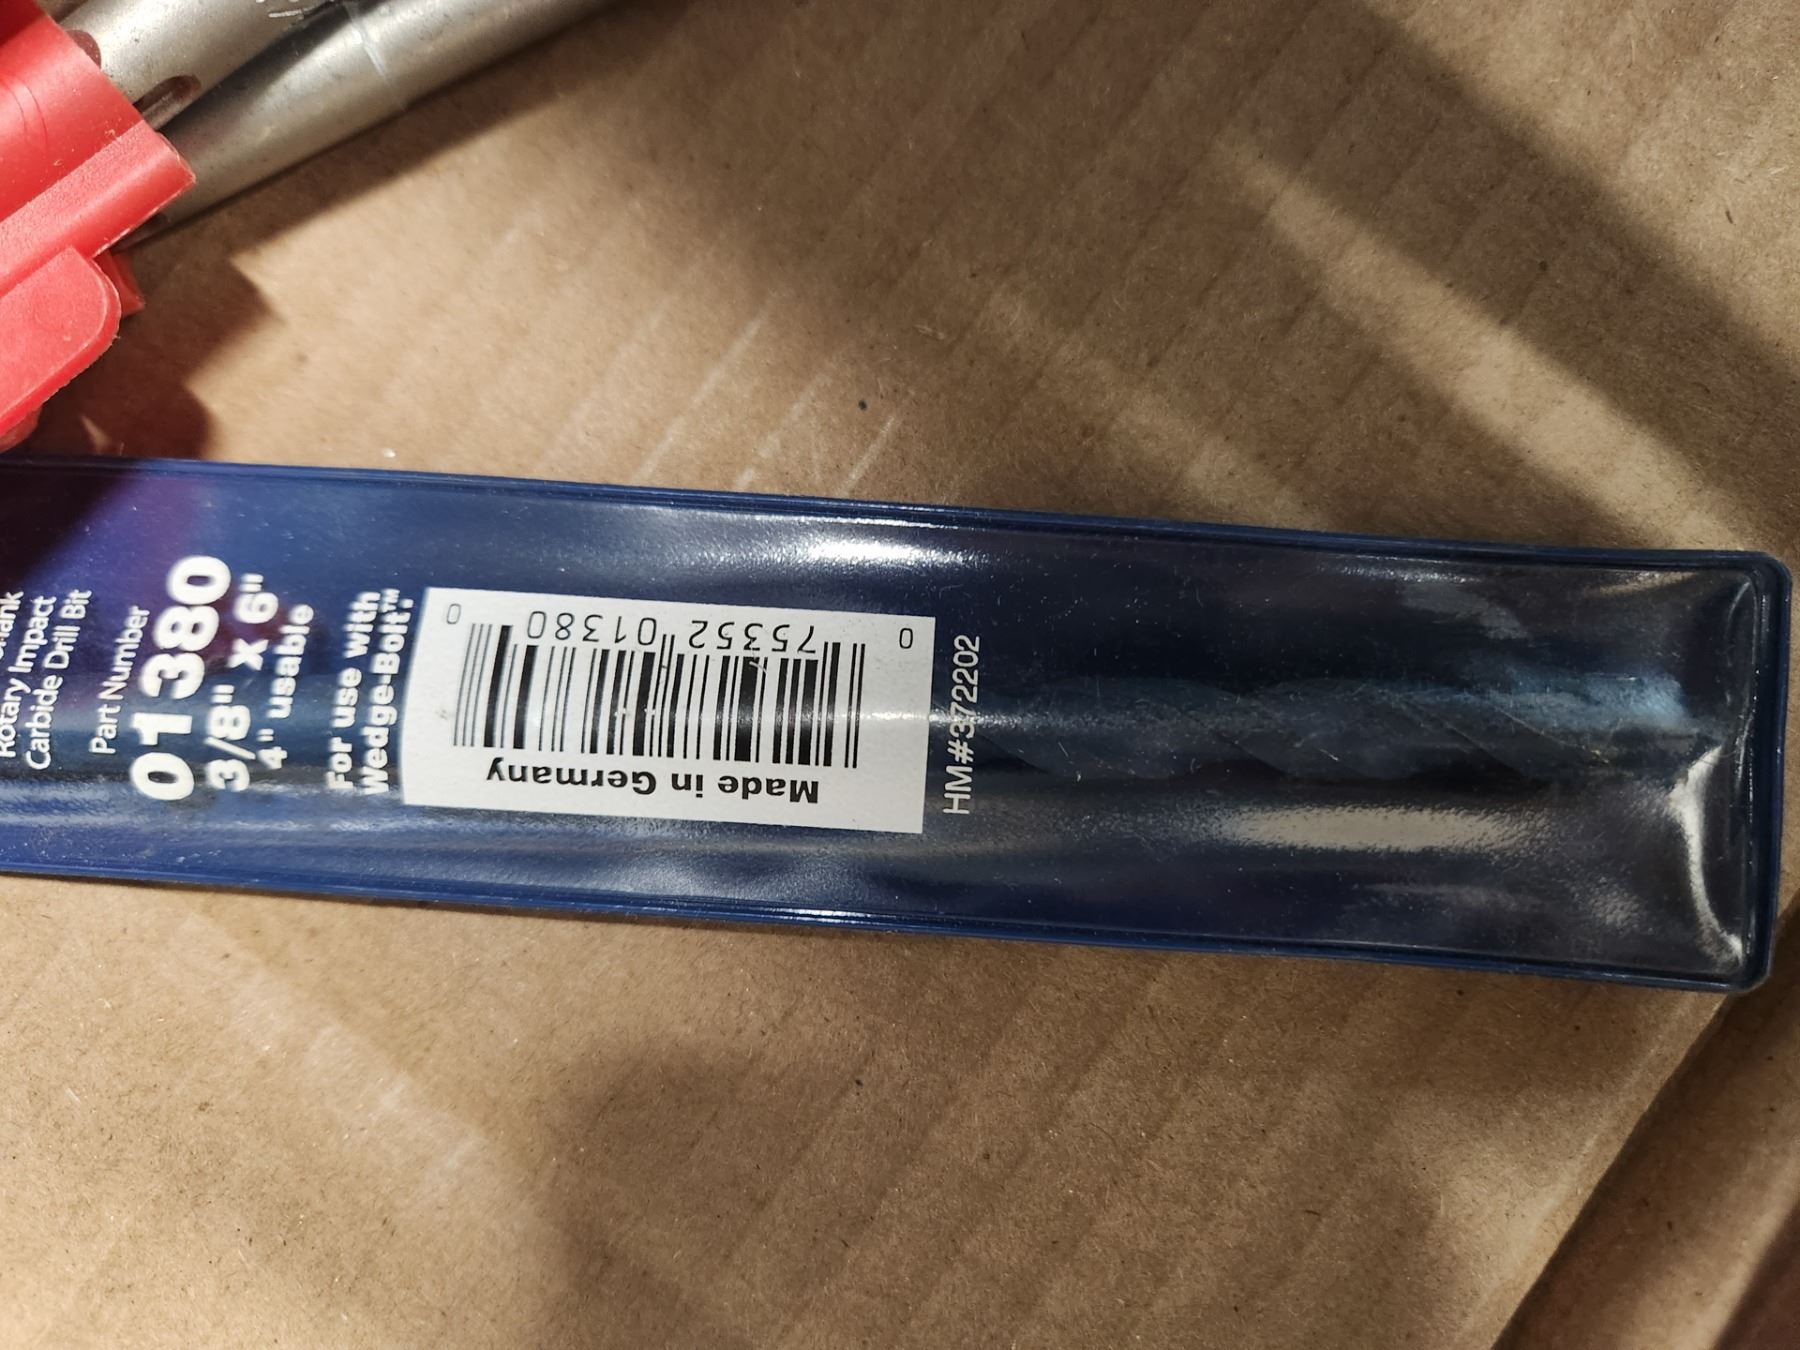 Rotary Impact
Carbide Drill Bit
Part Number
01380
3/8" x 6"
4" usable
For use with
Wedge-Bolt™.
Made in Germany
0 75352 01380 0
HM#372202